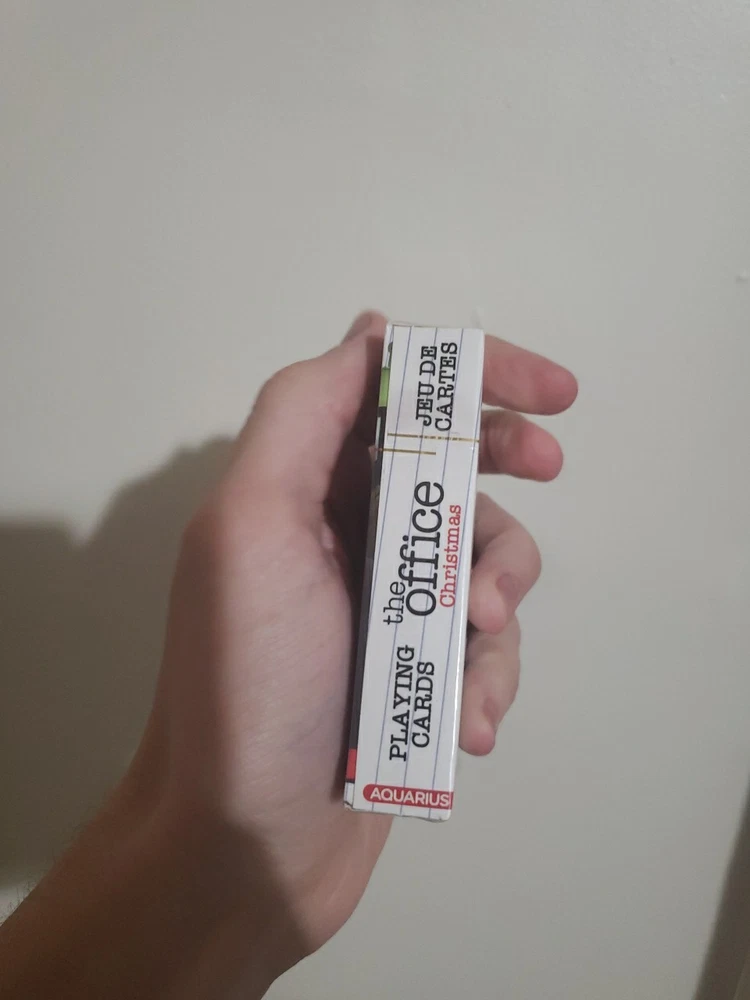 AQUARIUS
PLAYING
CARDS
the
Office
Christmas
JEU DE
CARTES